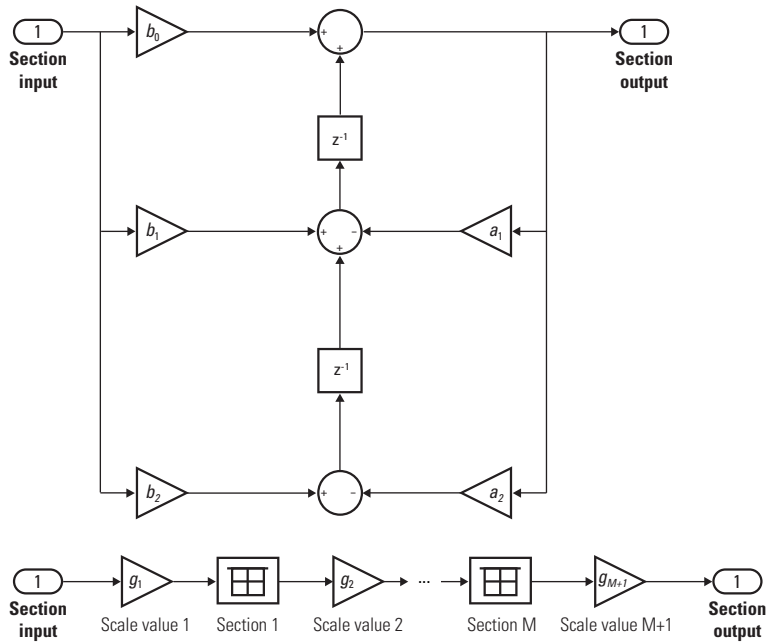 1
Section
input
b0
+
+
1
Section
output
z-1
b1
+
-
+
a1
z-1
b2
+
-
a2
1
Section
input
g1
Scale value 1
Section 1
g2
Scale value 2
...
Section M
gM+1
Scale value M+1
1
Section
output